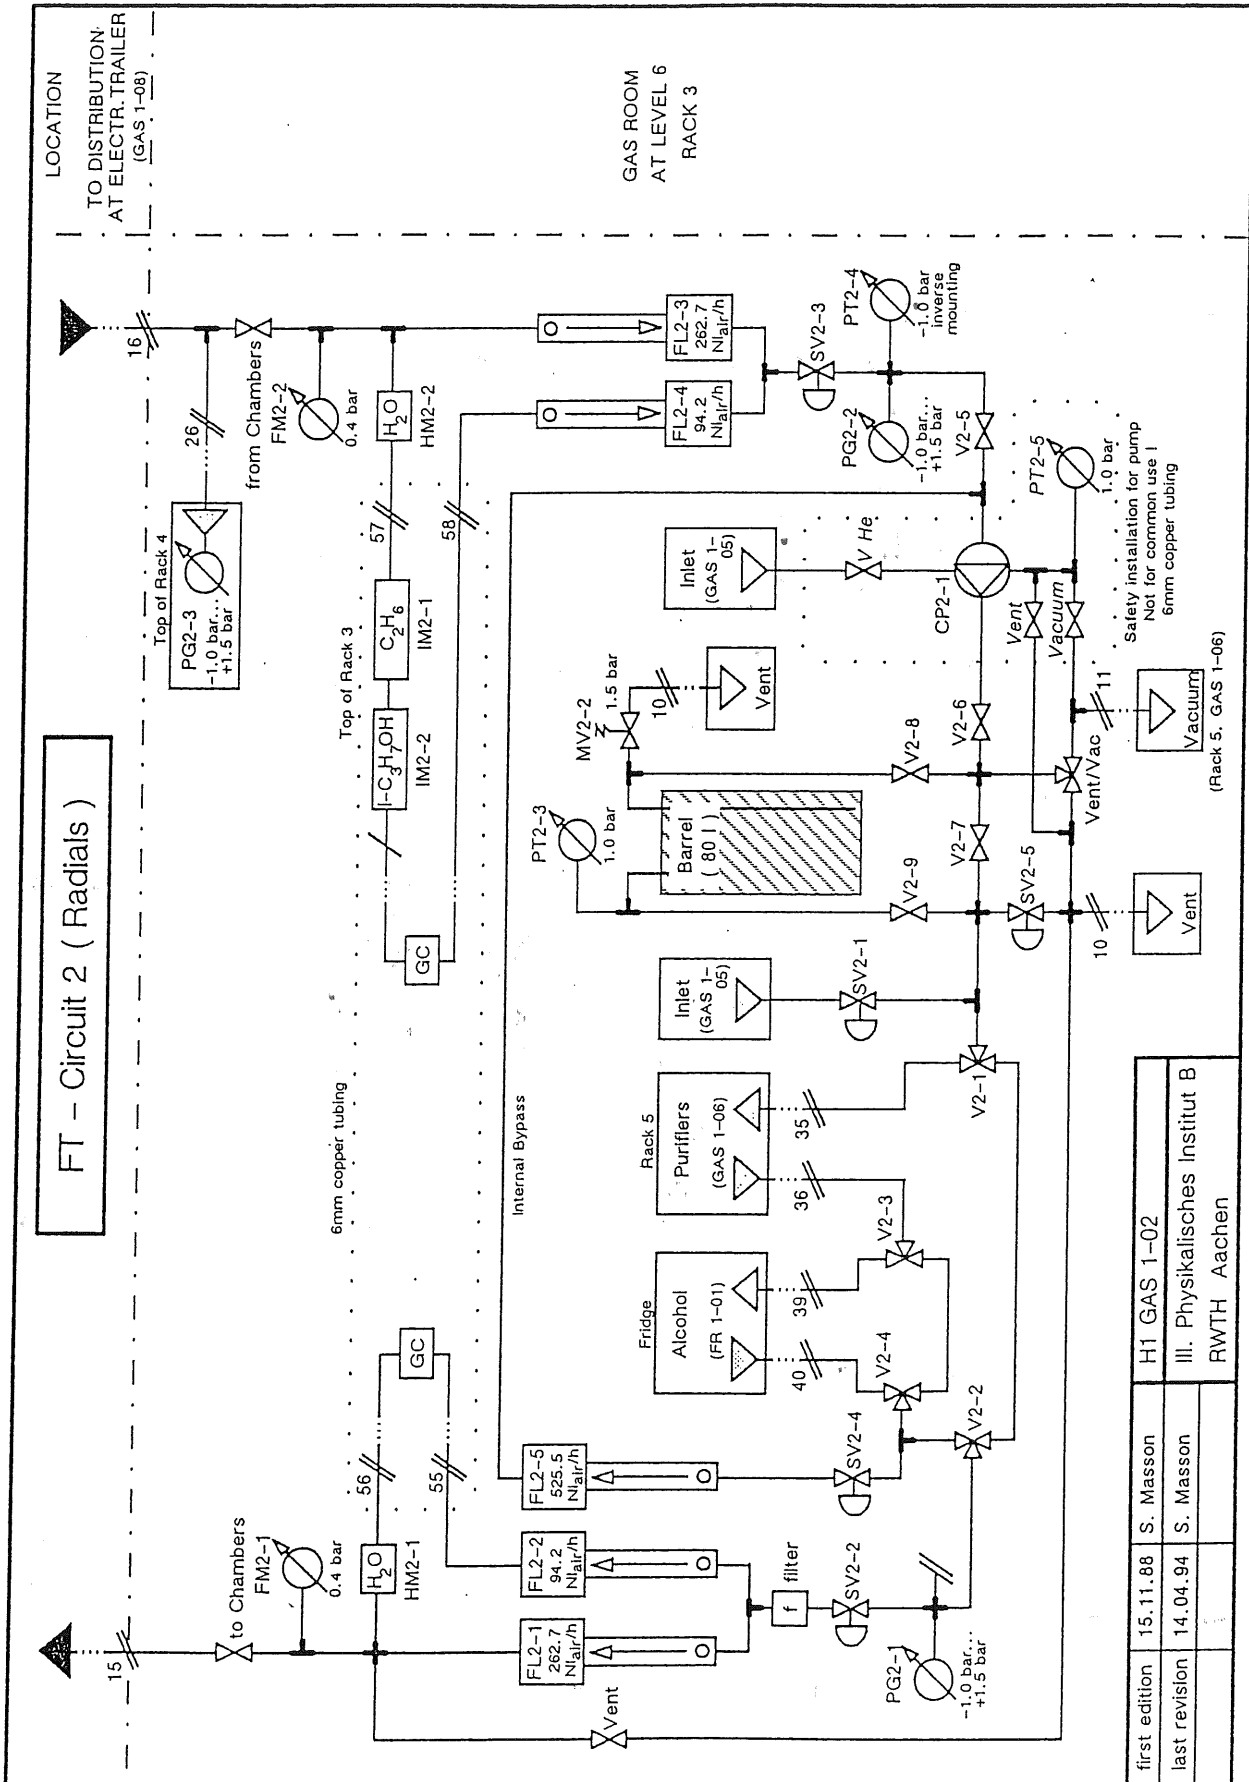 FT - Circuit 2 ( Radials )
LOCATION
TO DISTRIBUTION
AT ELECTR.TRAILER
(GAS 1-08)
GAS ROOM
AT LEVEL 6
RACK 3
15
16
to Chambers
FM2-1
0.4 bar
H2O
HM2-1
56
55
GC
6mm copper tubing
Top of Rack 4
PG2-3
-1.0 bar...
+1.5 bar
26
from Chambers
FM2-2
0.4 bar
H2O
HM2-2
Top of Rack 3
57
58
C2H6
IM2-1
I-C3H7OH
IM2-2
GC
Internal Bypass
Vent
FL2-1
262.7
Nlair/h
FL2-2
94.2
Nlair/h
FL2-5
525.5
Nlair/h
FL2-4
94.2
Nlair/h
FL2-3
262.7
Nlair/h
f
filter
SV2-2
PG2-1
-1.0 bar...
+1.5 bar
SV2-4
Fridge
Alcohol
(FR 1-01)
40
39
V2-4
V2-3
V2-2
Rack 5
Purifiers
(GAS 1-06)
36
35
V2-1
Inlet
(GAS 1-
05)
SV2-1
PT2-3
1.0 bar
Barrel
( 80 l )
MV2-2
1.5 bar
10
Vent
V2-9
V2-8
V2-7
V2-6
SV2-5
10
Vent
Vent/Vac
11
Vacuum
(Rack 5, GAS 1-06)
Inlet
(GAS 1-
05)
V He
CP2-1
Vent
Vacuum
SV2-3
PT2-4
-1.0 bar
inverse
mounting
PG2-2
-1.0 bar...
+1.5 bar
V2-5
PT2-5
1.0 bar
Safety installation for pump
Not for common use !
6mm copper tubing
first edition
15.11.88
S. Masson
H1 GAS 1-02
last revision
14.04.94
S. Masson
III. Physikalisches Institut B
RWTH Aachen